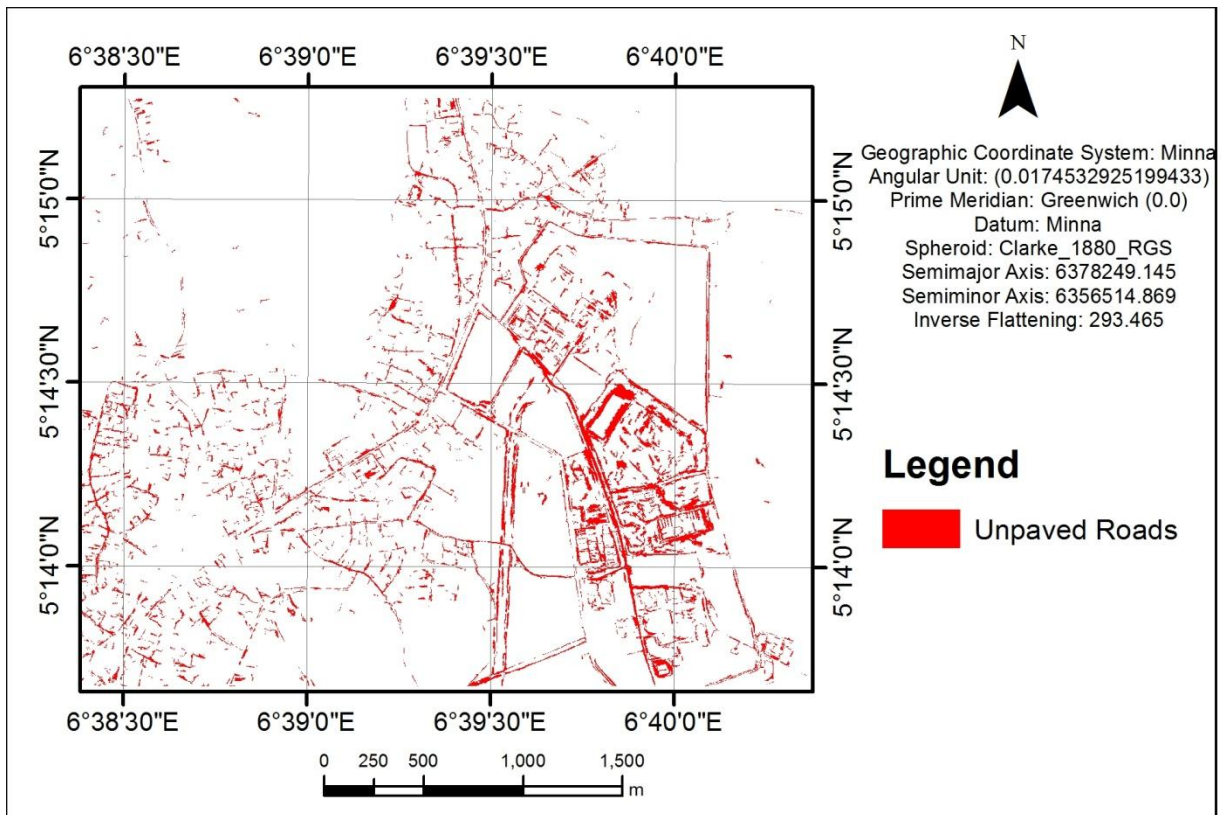 6°38'30"E 6°39'0"E 6°39'30"E 6°40'0"E
N
5°15'0"N
5°14'30"N
5°14'0"N
5°15'0"N
5°14'30"N
5°14'0"N
Geographic Coordinate System: Minna
Angular Unit: (0.0174532925199433)
Prime Meridian: Greenwich (0.0)
Datum: Minna
Spheroid: Clarke_1880_RGS
Semimajor Axis: 6378249.145
Semiminor Axis: 6356514.869
Inverse Flattening: 293.465
Legend
Unpaved Roads
6°38'30"E 6°39'0"E 6°39'30"E 6°40'0"E
0 250 500 1,000 1,500
m